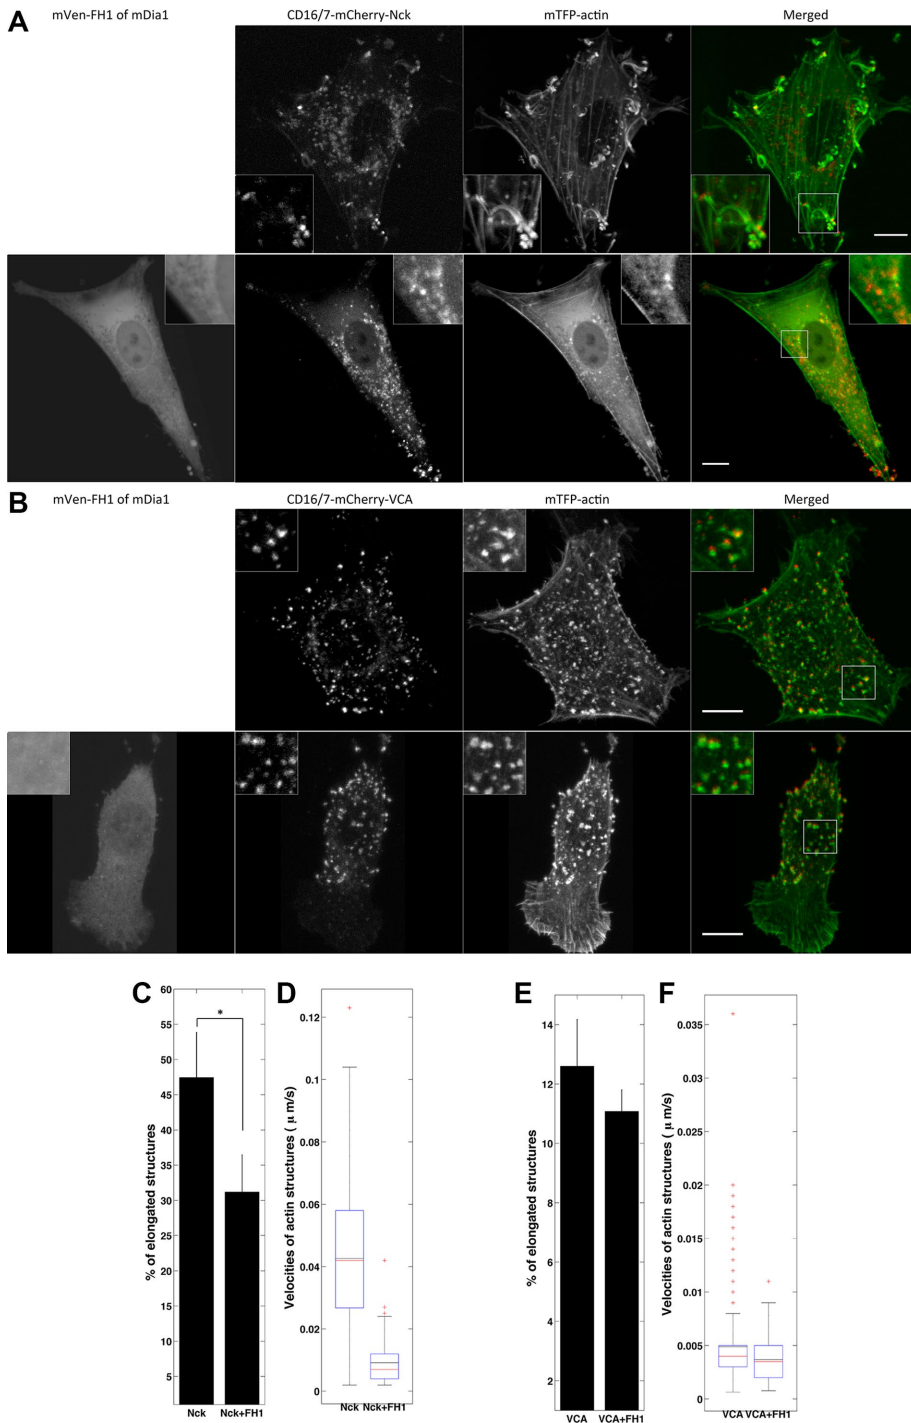 A
mVen-FH1 of mDia1 CD16/7-mCherry-Nck mTFP-actin Merged
B
mVen-FH1 of mDia1 CD16/7-mCherry-VCA mTFP-actin Merged
C
% of elongated structures
60
55
50
45
40
35
30
25
20
15
10
5
*
Nck Nck+FH1
D
Velocities of actin structures ( μ m/s)
0.12
0.1
0.08
0.06
0.04
0.02
0
Nck Nck+FH1
E
% of elongated structures
14
12
10
8
6
4
2
VCA VCA+FH1
F
Velocities of actin structures ( μ m/s)
0.035
0.03
0.025
0.02
0.015
0.01
0.005
0
VCA VCA+FH1